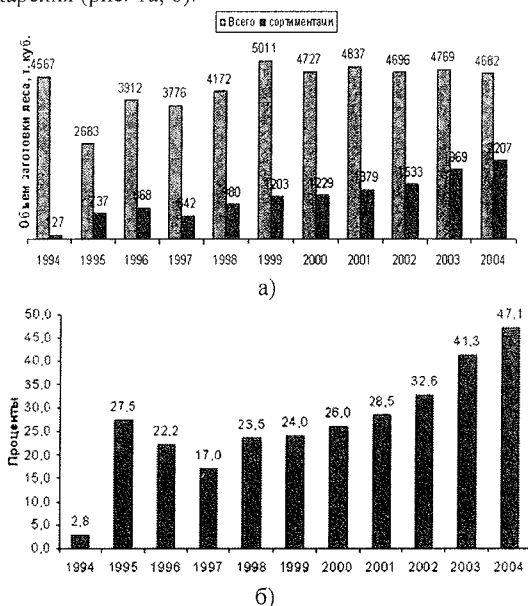 Карелия (рис. 1а, б).
Всего сортиментами
Объем заготовки леса, т.куб.
4567 2683 3912 3776 4172 5011 4727 4837 4696 4769 4682
127 737 868 642 980 1203 1229 1379 1533 1969 2207
1994 1995 1996 1997 1998 1999 2000 2001 2002 2003 2004
а)
Проценты
50,0
45,0
40,0
35,0
30,0
25,0
20,0
15,0
10,0
5,0
0,0
2,8 27,5 22,2 17,0 23,5 24,0 26,0 28,5 32,6 41,3 47,1
1994 1995 1996 1997 1998 1999 2000 2001 2002 2003 2004
б)